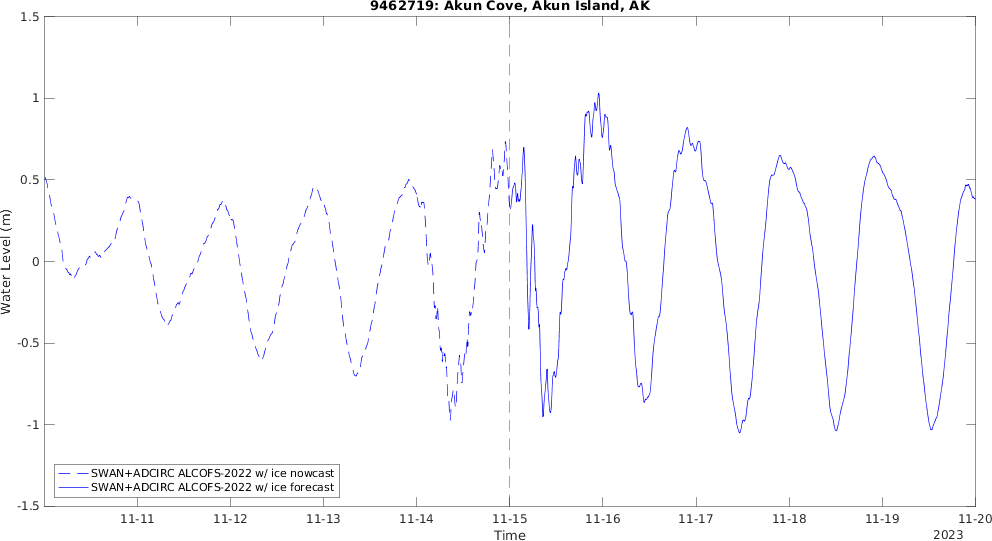 9462719: Akun Cove, Akun Island, AK
1.5
1
0.5
0
-0.5
-1
-1.5
Water Level (m)
SWAN+ADCIRC ALCOFS-2022 w/ ice nowcast
SWAN+ADCIRC ALCOFS-2022 w/ ice forecast
11-11 11-12 11-13 11-14 11-15 11-16 11-17 11-18 11-19 11-20
Time
2023